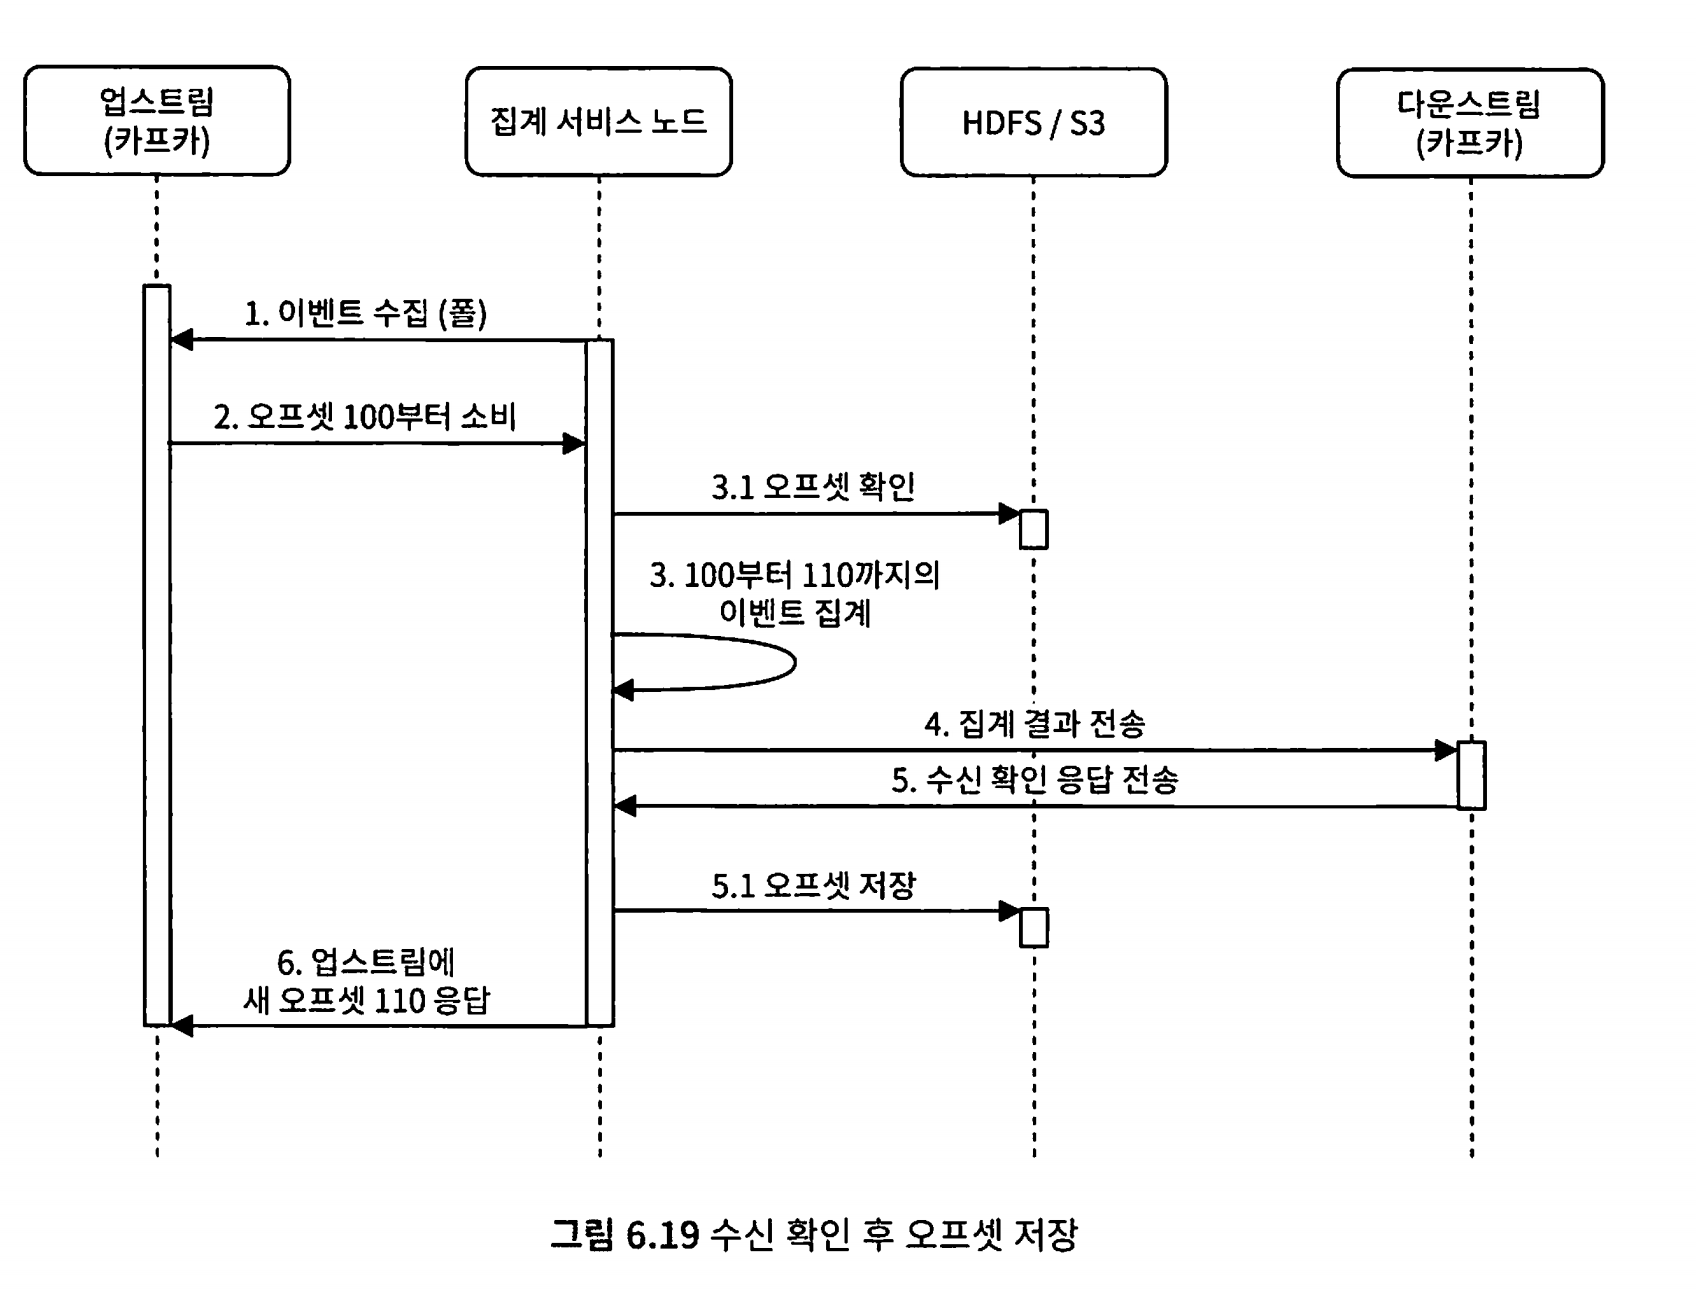 업스트림
(카프카)
집계 서비스 노드
HDFS / S3
다운스트림
(카프카)
1. 이벤트 수집 (폴)
2. 오프셋 100부터 소비
3.1 오프셋 확인
3. 100부터 110까지의
이벤트 집계
4. 집계 결과 전송
5. 수신 확인 응답 전송
5.1 오프셋 저장
6. 업스트림에
새 오프셋 110 응답
그림 6.19 수신 확인 후 오프셋 저장